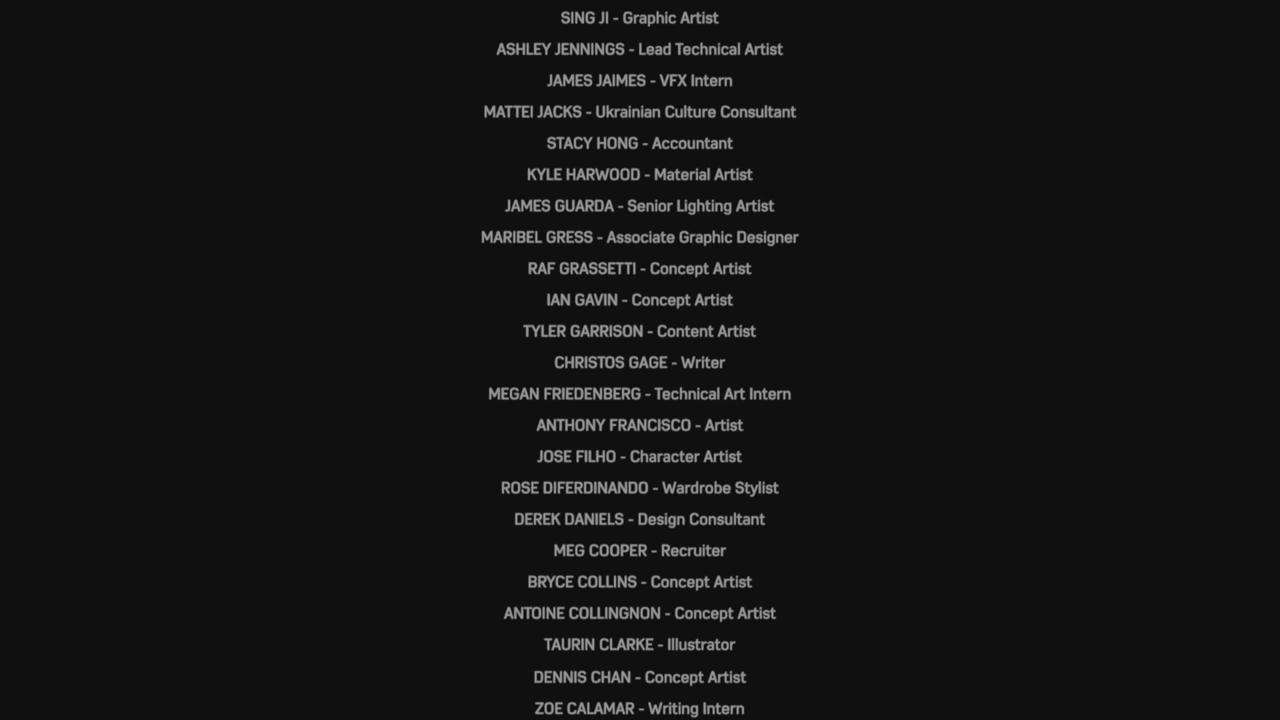 SING JI - Graphic Artist
ASHLEY JENNINGS - Lead Technical Artist
JAMES JAIMES - VFX Intern
MATTEI JACKS - Ukrainian Culture Consultant
STACY HONG - Accountant
KYLE HARWOOD - Material Artist
JAMES GUARDA - Senior Lighting Artist
MARIBEL GRESS - Associate Graphic Designer
RAF GRASSETTI - Concept Artist
IAN GAVIN - Concept Artist
TYLER GARRISON - Content Artist
CHRISTOS GAGE - Writer
MEGAN FRIEDENBERG - Technical Art Intern
ANTHONY FRANCISCO - Artist
JOSE FILHO - Character Artist
ROSE DIFERDINANDO - Wardrobe Stylist
DEREK DANIELS - Design Consultant
MEG COOPER - Recruiter
BRYCE COLLINS - Concept Artist
ANTOINE COLLINGNON - Concept Artist
TAURIN CLARKE - Illustrator
DENNIS CHAN - Concept Artist
ZOE CALAMAR - Writing Intern